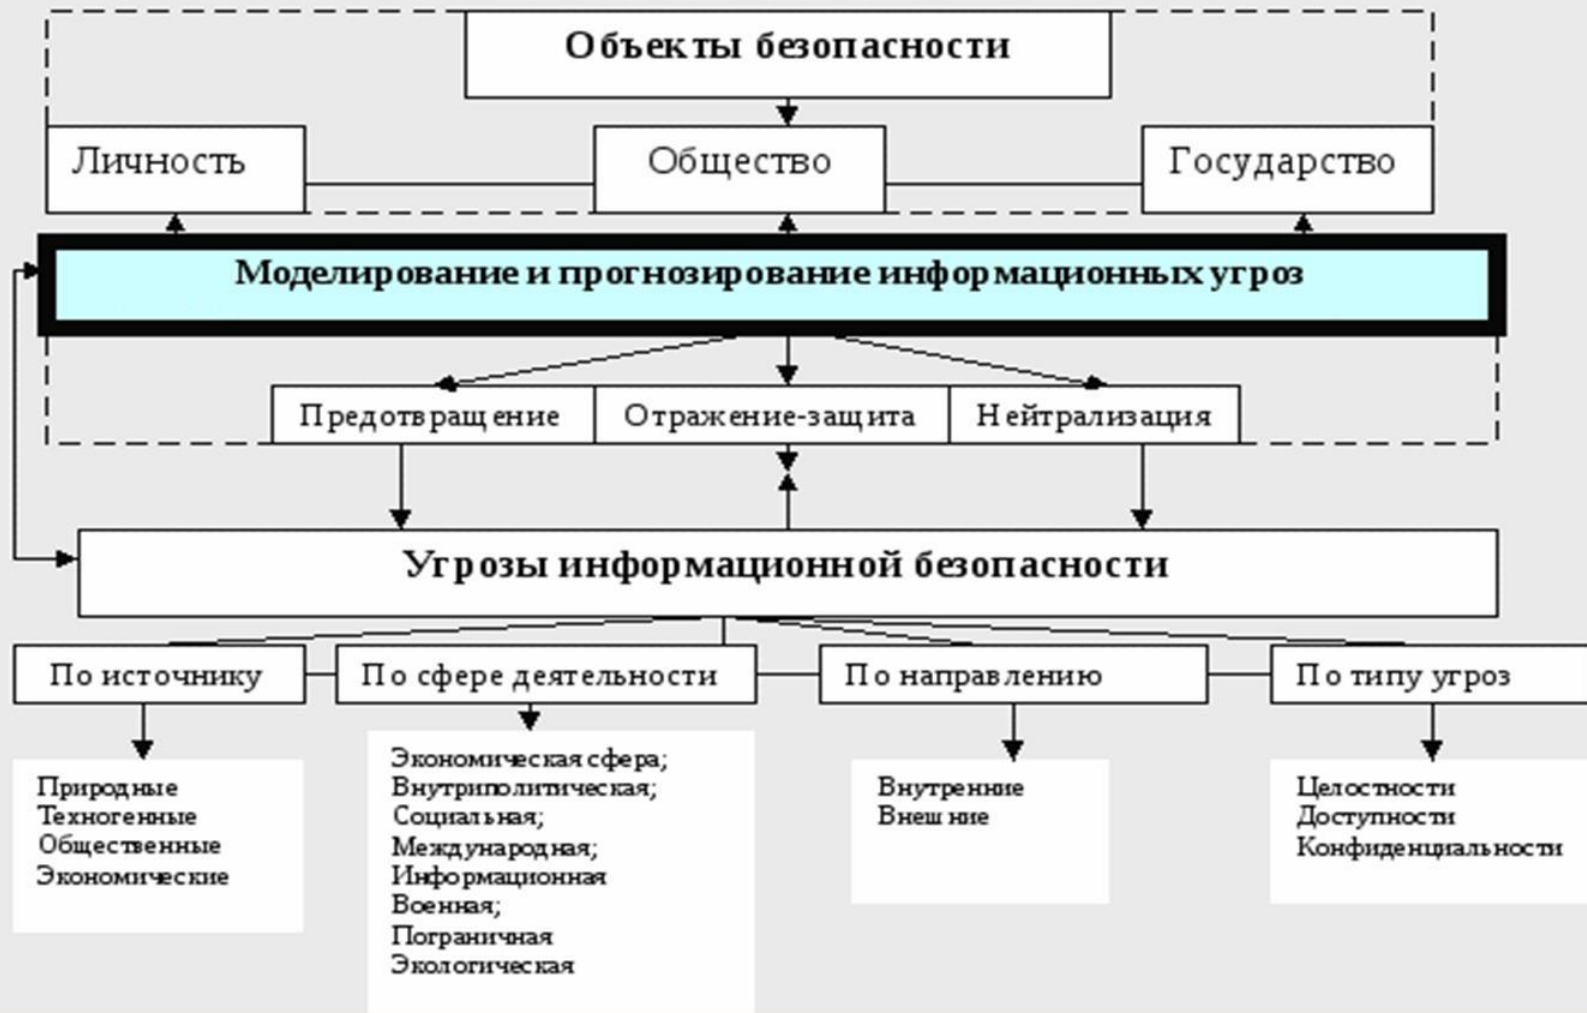 Объекты безопасности
Личность
Общество
Государство
Моделирование и прогнозирование информационных угроз
Предотвращение
Отражение-защита
Нейтрализация
Угрозы информационной безопасности
По источнику
По сфере деятельности
По направлению
По типу угроз
Природные
Техногенные
Общественные
Экономические
Экономическая сфера;
Внутриполитическая;
Социальная;
Международная;
Информационная
Военная;
Пограничная
Экологическая
Внутренние
Внешние
Целостности
Доступности
Конфиденциальности